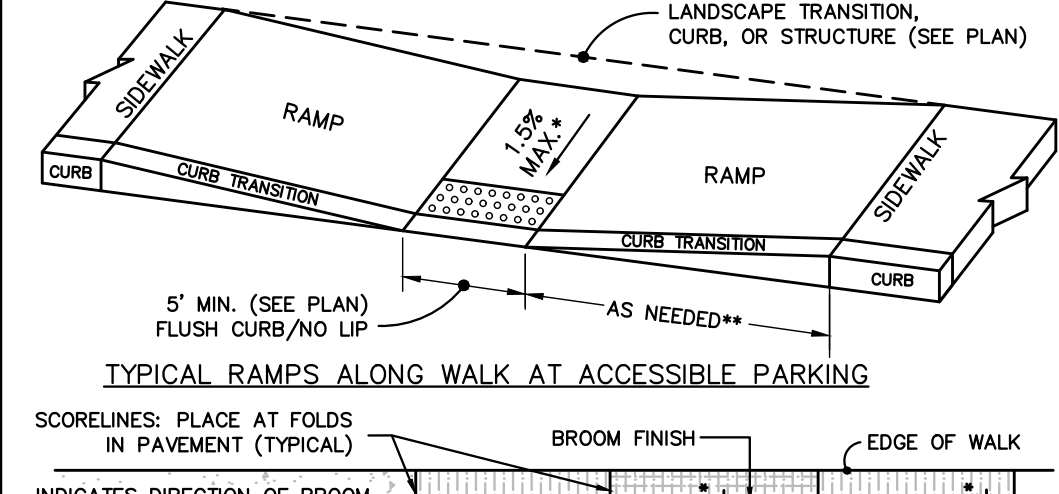 LANDSCAPE TRANSITION,
CURB, OR STRUCTURE (SEE PLAN)
SIDEWALK
RAMP
1.5%
MAX.*
CURB
CURB TRANSITION
RAMP
SIDEWALK
CURB TRANSITION
CURB
5' MIN. (SEE PLAN)
FLUSH CURB/NO LIP
AS NEEDED**
TYPICAL RAMPS ALONG WALK AT ACCESSIBLE PARKING
SCORELINES: PLACE AT FOLDS
IN PAVEMENT (TYPICAL)
BROOM FINISH
EDGE OF WALK
INDICATES DIRECTION OF BROOM
* *